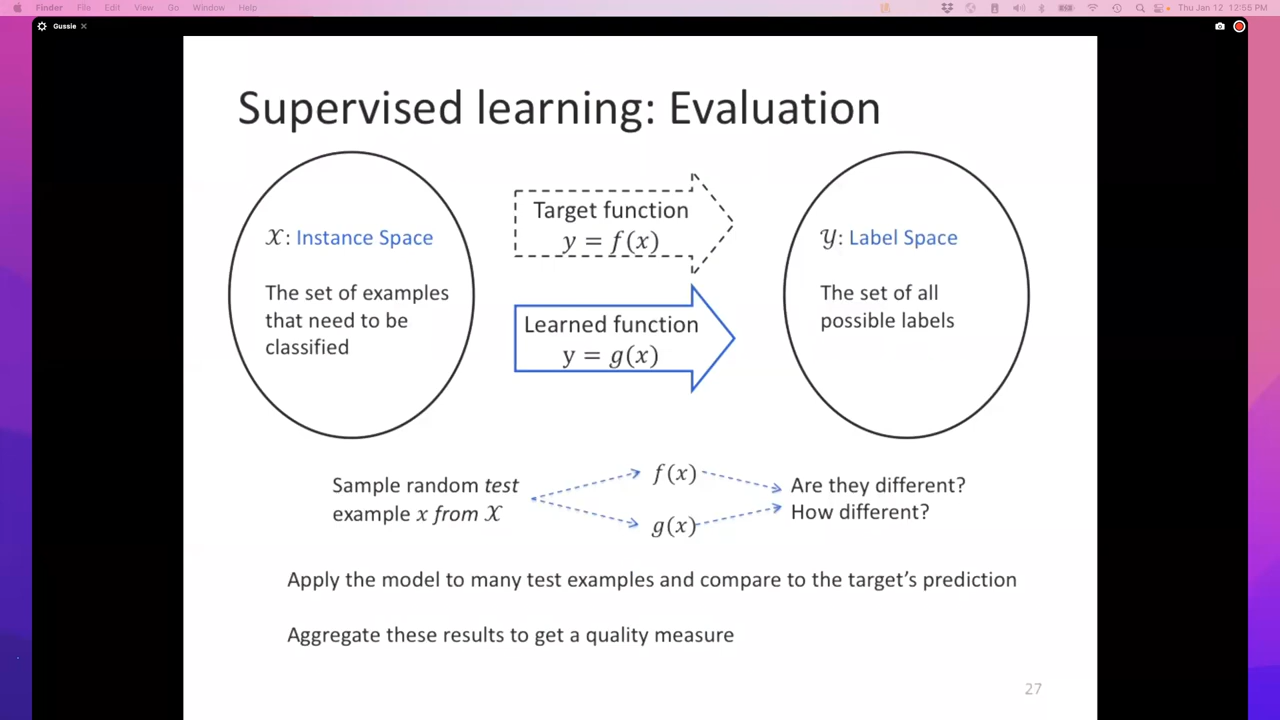 Finder File Edit View Go Window Help Thu Jan 12 12:55 PM
Gussie
Supervised learning: Evaluation
𝒳: Instance Space
The set of examples
that need to be
classified
Target function
y = f(x)
Learned function
y = g(x)
𝒴: Label Space
The set of all
possible labels
Sample random test
example x from 𝒳
f(x)
g(x)
Are they different?
How different?
Apply the model to many test examples and compare to the target’s prediction
Aggregate these results to get a quality measure
27